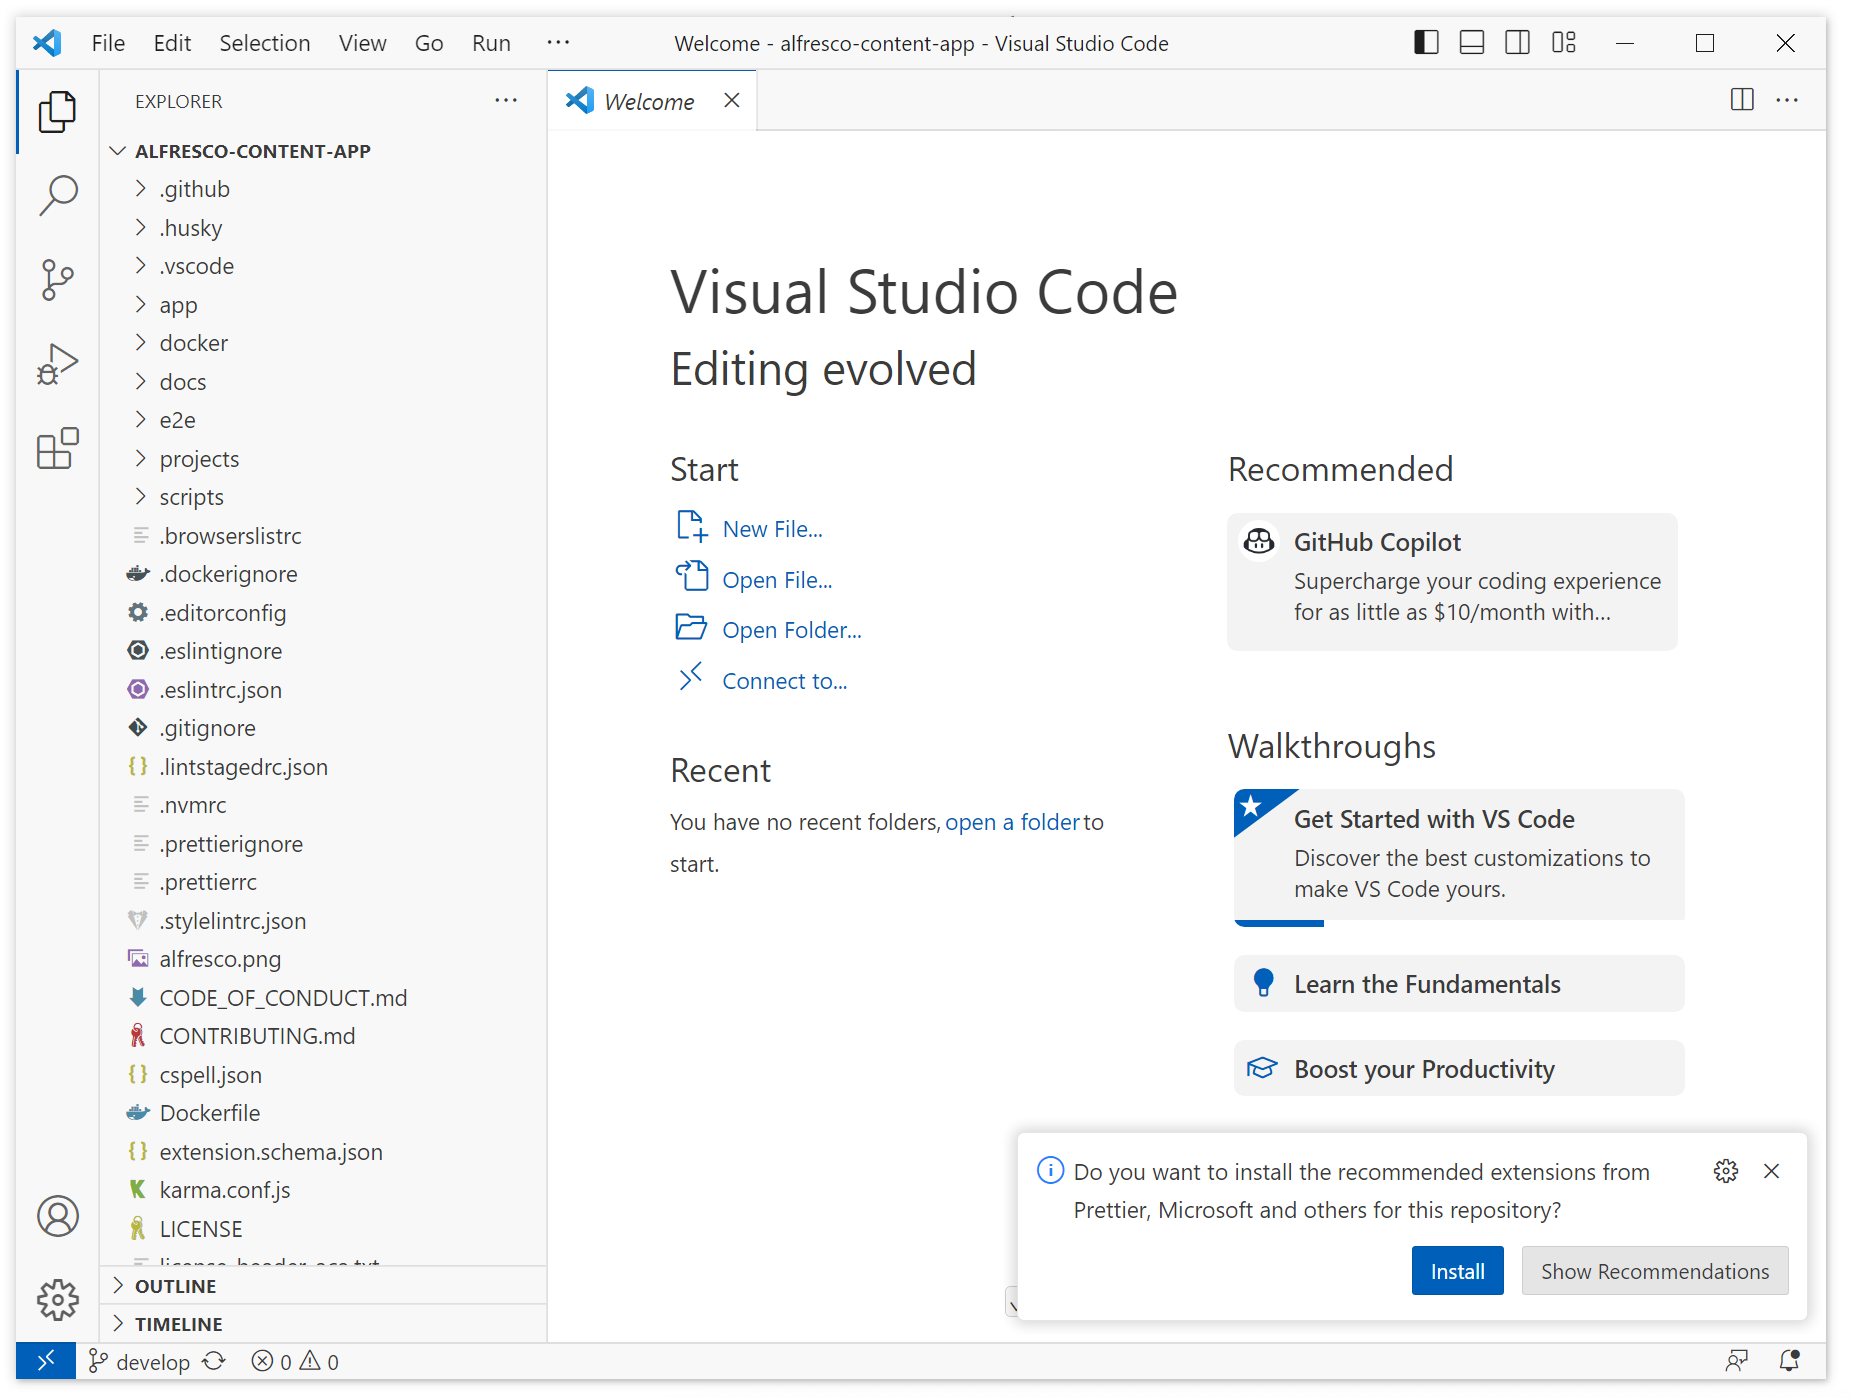 File Edit Selection View Go Run ···
Welcome - alfresco-content-app - Visual Studio Code
EXPLORER
ALFRESCO-CONTENT-APP
.github
.husky
.vscode
app
docker
docs
e2e
projects
scripts
.browserslistrc
.dockerignore
.editorconfig
.eslintignore
.eslintrc.json
.gitignore
.lintstagedrc.json
.nvmrc
.prettierignore
.prettierrc
.stylelintrc.json
alfresco.png
CODE_OF_CONDUCT.md
CONTRIBUTING.md
cspell.json
Dockerfile
extension.schema.json
karma.conf.js
LICENSE
OUTLINE
TIMELINE
Welcome
Visual Studio Code
Editing evolved
Start
New File...
Open File...
Open Folder...
Connect to...
Recent
You have no recent folders, open a folder to
start.
Recommended
GitHub Copilot
Supercharge your coding experience
for as little as $10/month with...
Walkthroughs
Get Started with VS Code
Discover the best customizations to
make VS Code yours.
Learn the Fundamentals
Boost your Productivity
Do you want to install the recommended extensions from
Prettier, Microsoft and others for this repository?
Install
Show Recommendations
develop 0 0